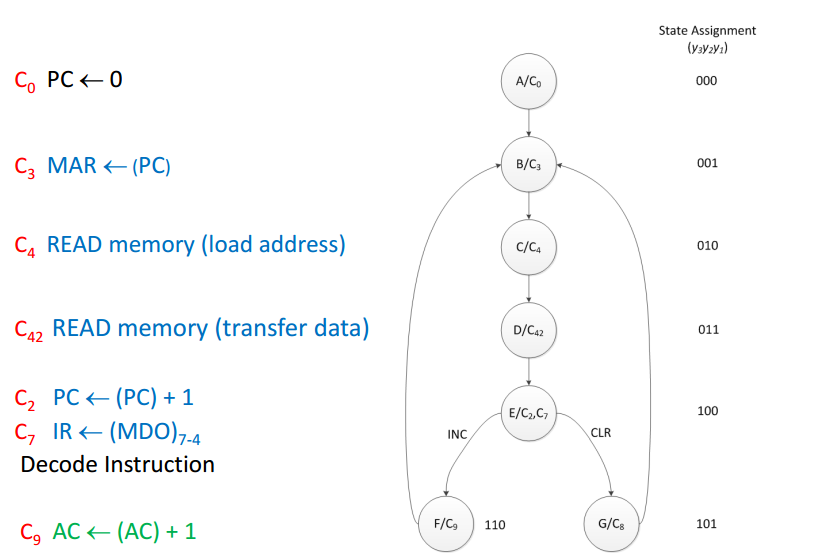 State Assignment
(y₃y₂y₁)
C₀ PC ← 0
A/C₀
000
C₃ MAR ← (PC)
B/C₃
001
C₄ READ memory (load address)
C/C₄
010
C₄₂ READ memory (transfer data)
D/C₄₂
011
C₂ PC ← (PC) + 1
E/C₂,C₇
100
C₇ IR ← (MDO)₇₋₄
INC
CLR
Decode Instruction
C₉ AC ← (AC) + 1
F/C₉
110
G/C₈
101